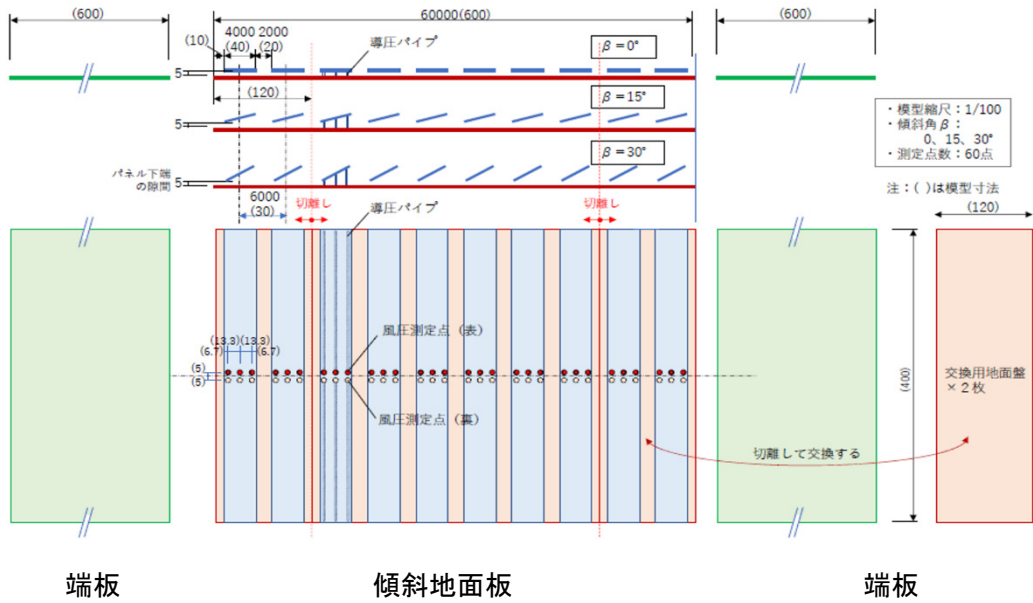 (600)
60000(600)
(600)
(10)
4000
(40)
2000
(20)
導圧パイプ
β＝0°
5
(120)
β＝15°
5
・模型縮尺：1/100
・傾斜角β：
0、15、30°
・測定点数：60点
β＝30°
パネル下端
の隙間
5
6000
(30)
切離し
導圧パイプ
切離し
注：( )は模型寸法
(120)
風圧測定点（表）
(13.3)
(13.3)
(6.7)
(6.7)
(5)
(5)
風圧測定点（裏）
(400)
交換用地面盤
×２枚
切離して交換する
端板
傾斜地面板
端板